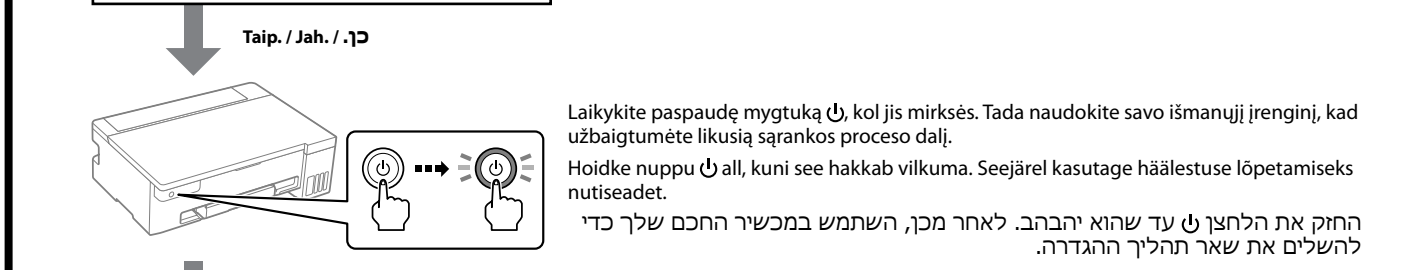 Taip. / Jah. / כן.
Laikykite paspaudę mygtuką ⏻, kol jis mirksės. Tada naudokite savo išmanųjį įrenginį, kad
užbaigtumėte likusią sąrankos proceso dalį.
Hoidke nuppu ⏻ all, kuni see hakkab vilkuma. Seejärel kasutage häälestuse lõpetamiseks
nutiseadet.
החזק את הלחצן ⏻ עד שהוא יהבהב. לאחר מכן, השתמש במכשיר החכם שלך כדי
להשלים את שאר תהליך ההגדרה.